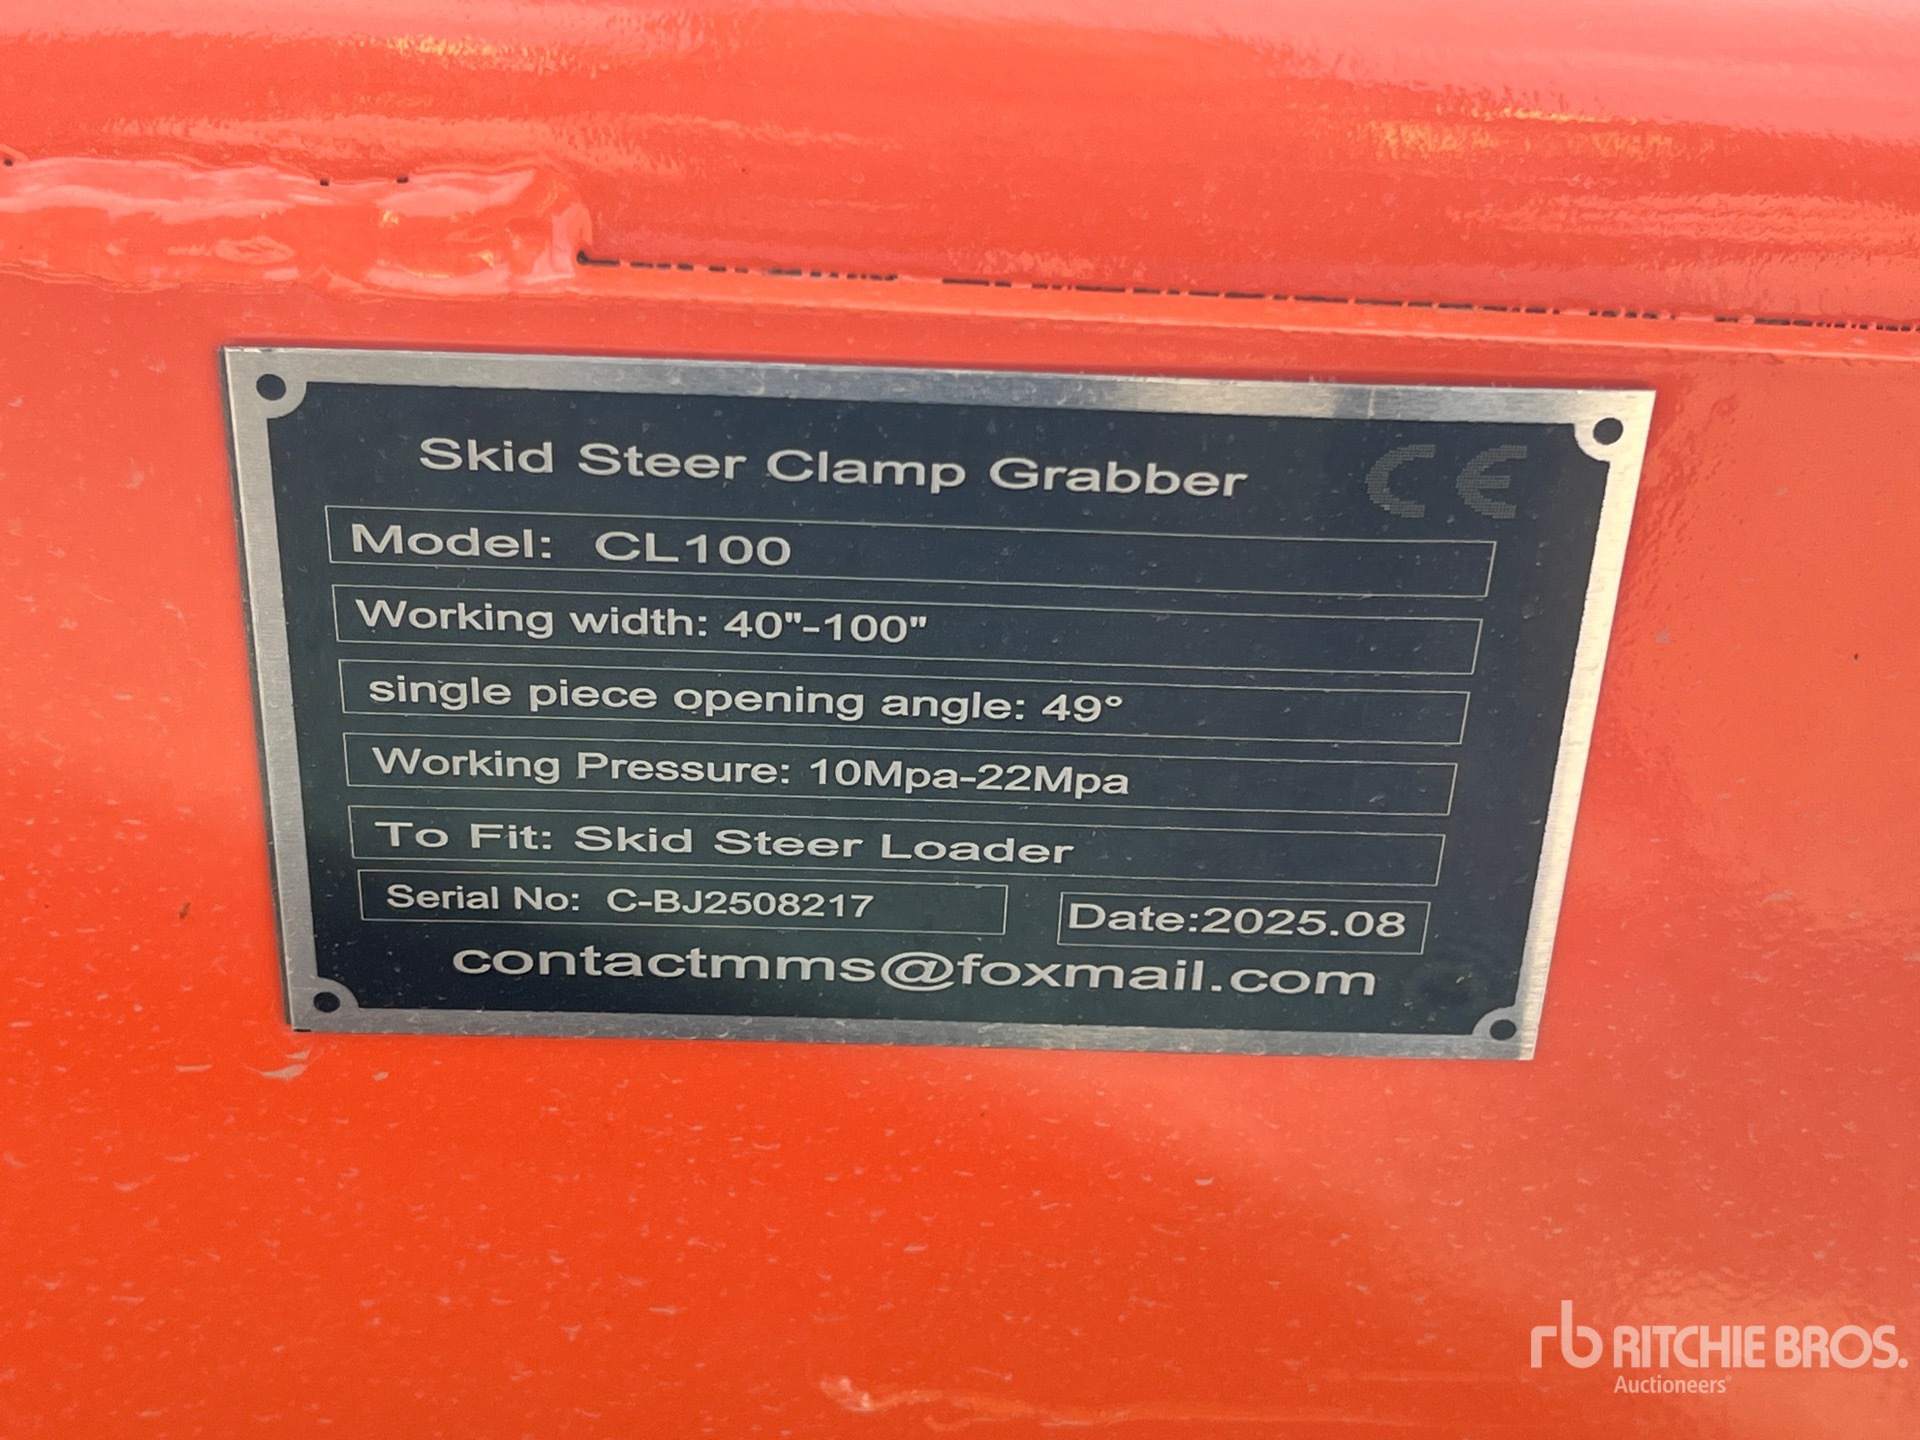 Skid Steer Clamp Grabber CE
Model: CL100
Working width: 40"-100"
single piece opening angle: 49°
Working Pressure: 10Mpa-22Mpa
To Fit: Skid Steer Loader
Serial No: C-BJ2508217 Date:2025.08
contactmms@foxmail.com
rb RITCHIE BROS.
Auctioneers